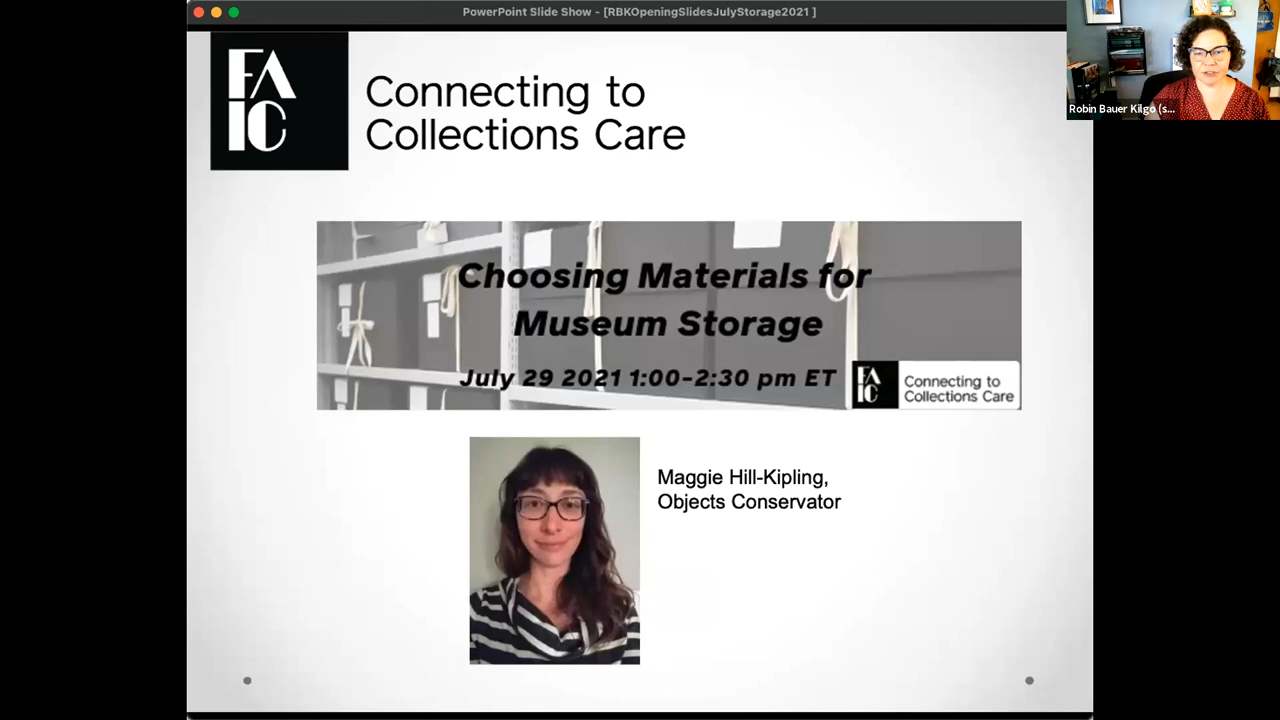 PowerPoint Slide Show - [RBKOpeningSlidesJulyStorage2021 ]
FA
IC
Connecting to
Collections Care
Robin Bauer Kilgo (s...
Choosing Materials for
Museum Storage
July 29 2021 1:00-2:30 pm ET
FA
IC
Connecting to
Collections Care
Maggie Hill-Kipling,
Objects Conservator